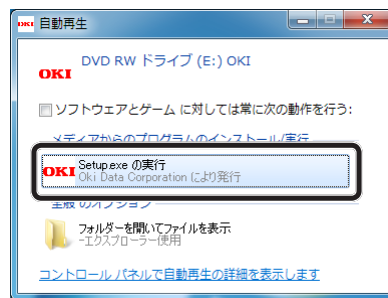 OKI 自動再生
DVD RW ドライブ (E:) OKI
OKI
ソフトウェアとゲーム に対しては常に次の動作を行う:
メディアからのプログラムのインストール/実行
OKI Setup.exe の実行
Oki Data Corporation により発行
全般 のオプション
フォルダーを開いてファイルを表示
-エクスプローラー使用
コントロール パネルで自動再生の詳細を表示します